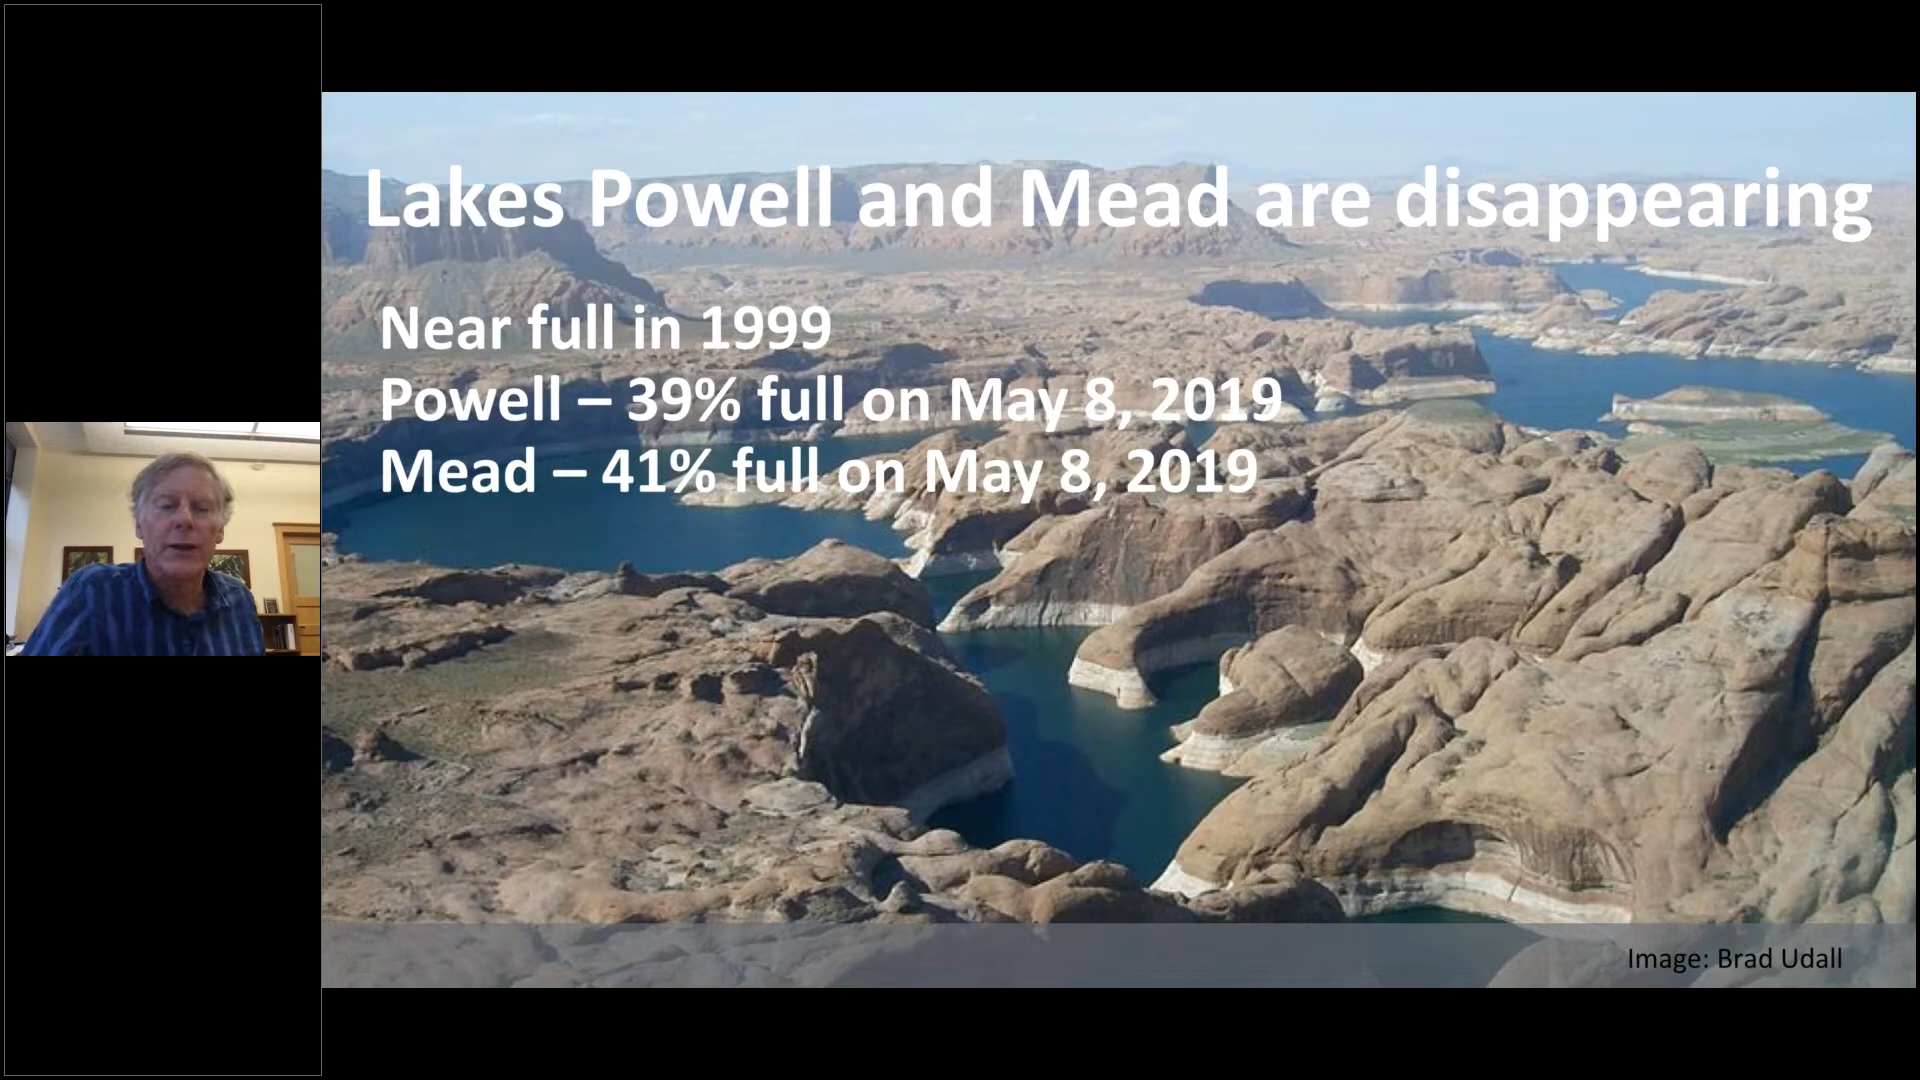 Lakes Powell and Mead are disappearing
Near full in 1999
Powell – 39% full on May 8, 2019
Mead – 41% full on May 8, 2019
Image: Brad Udall